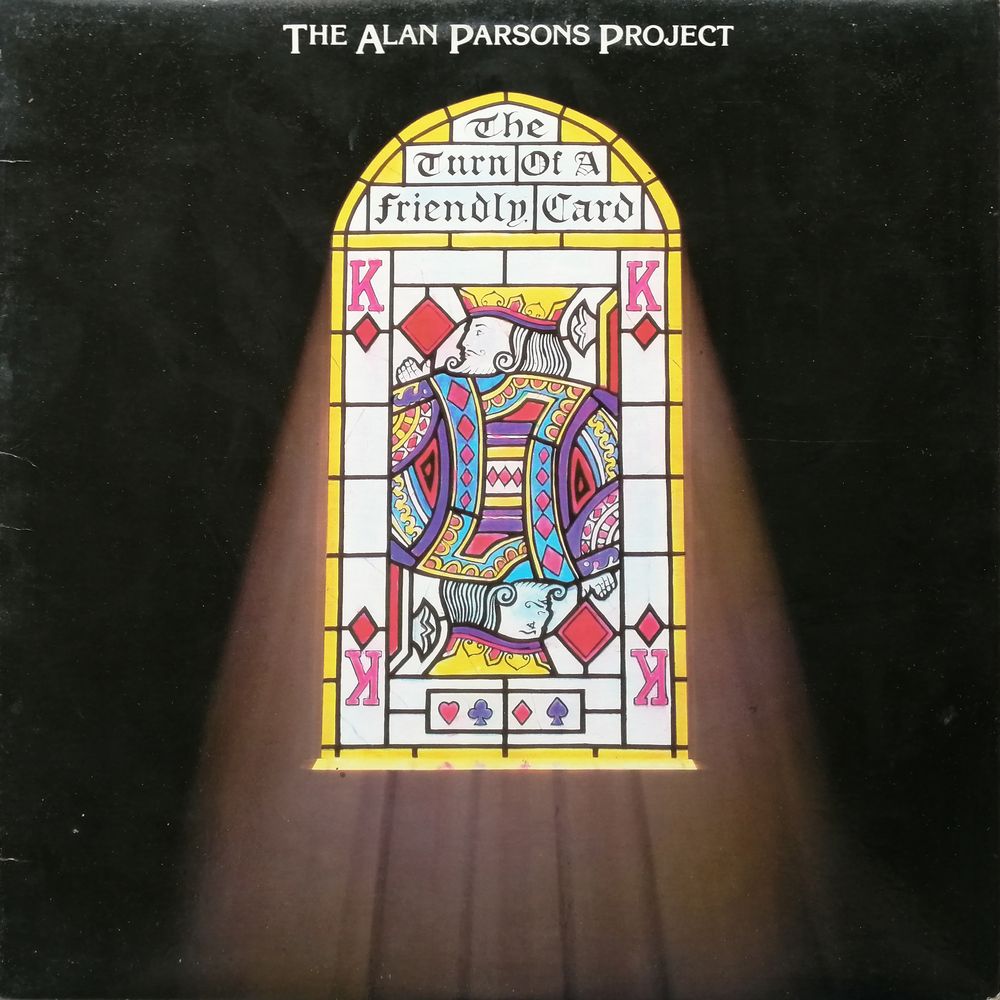 THE ALAN PARSONS PROJECT
The
Turn Of A
Friendly Card
K K
K K